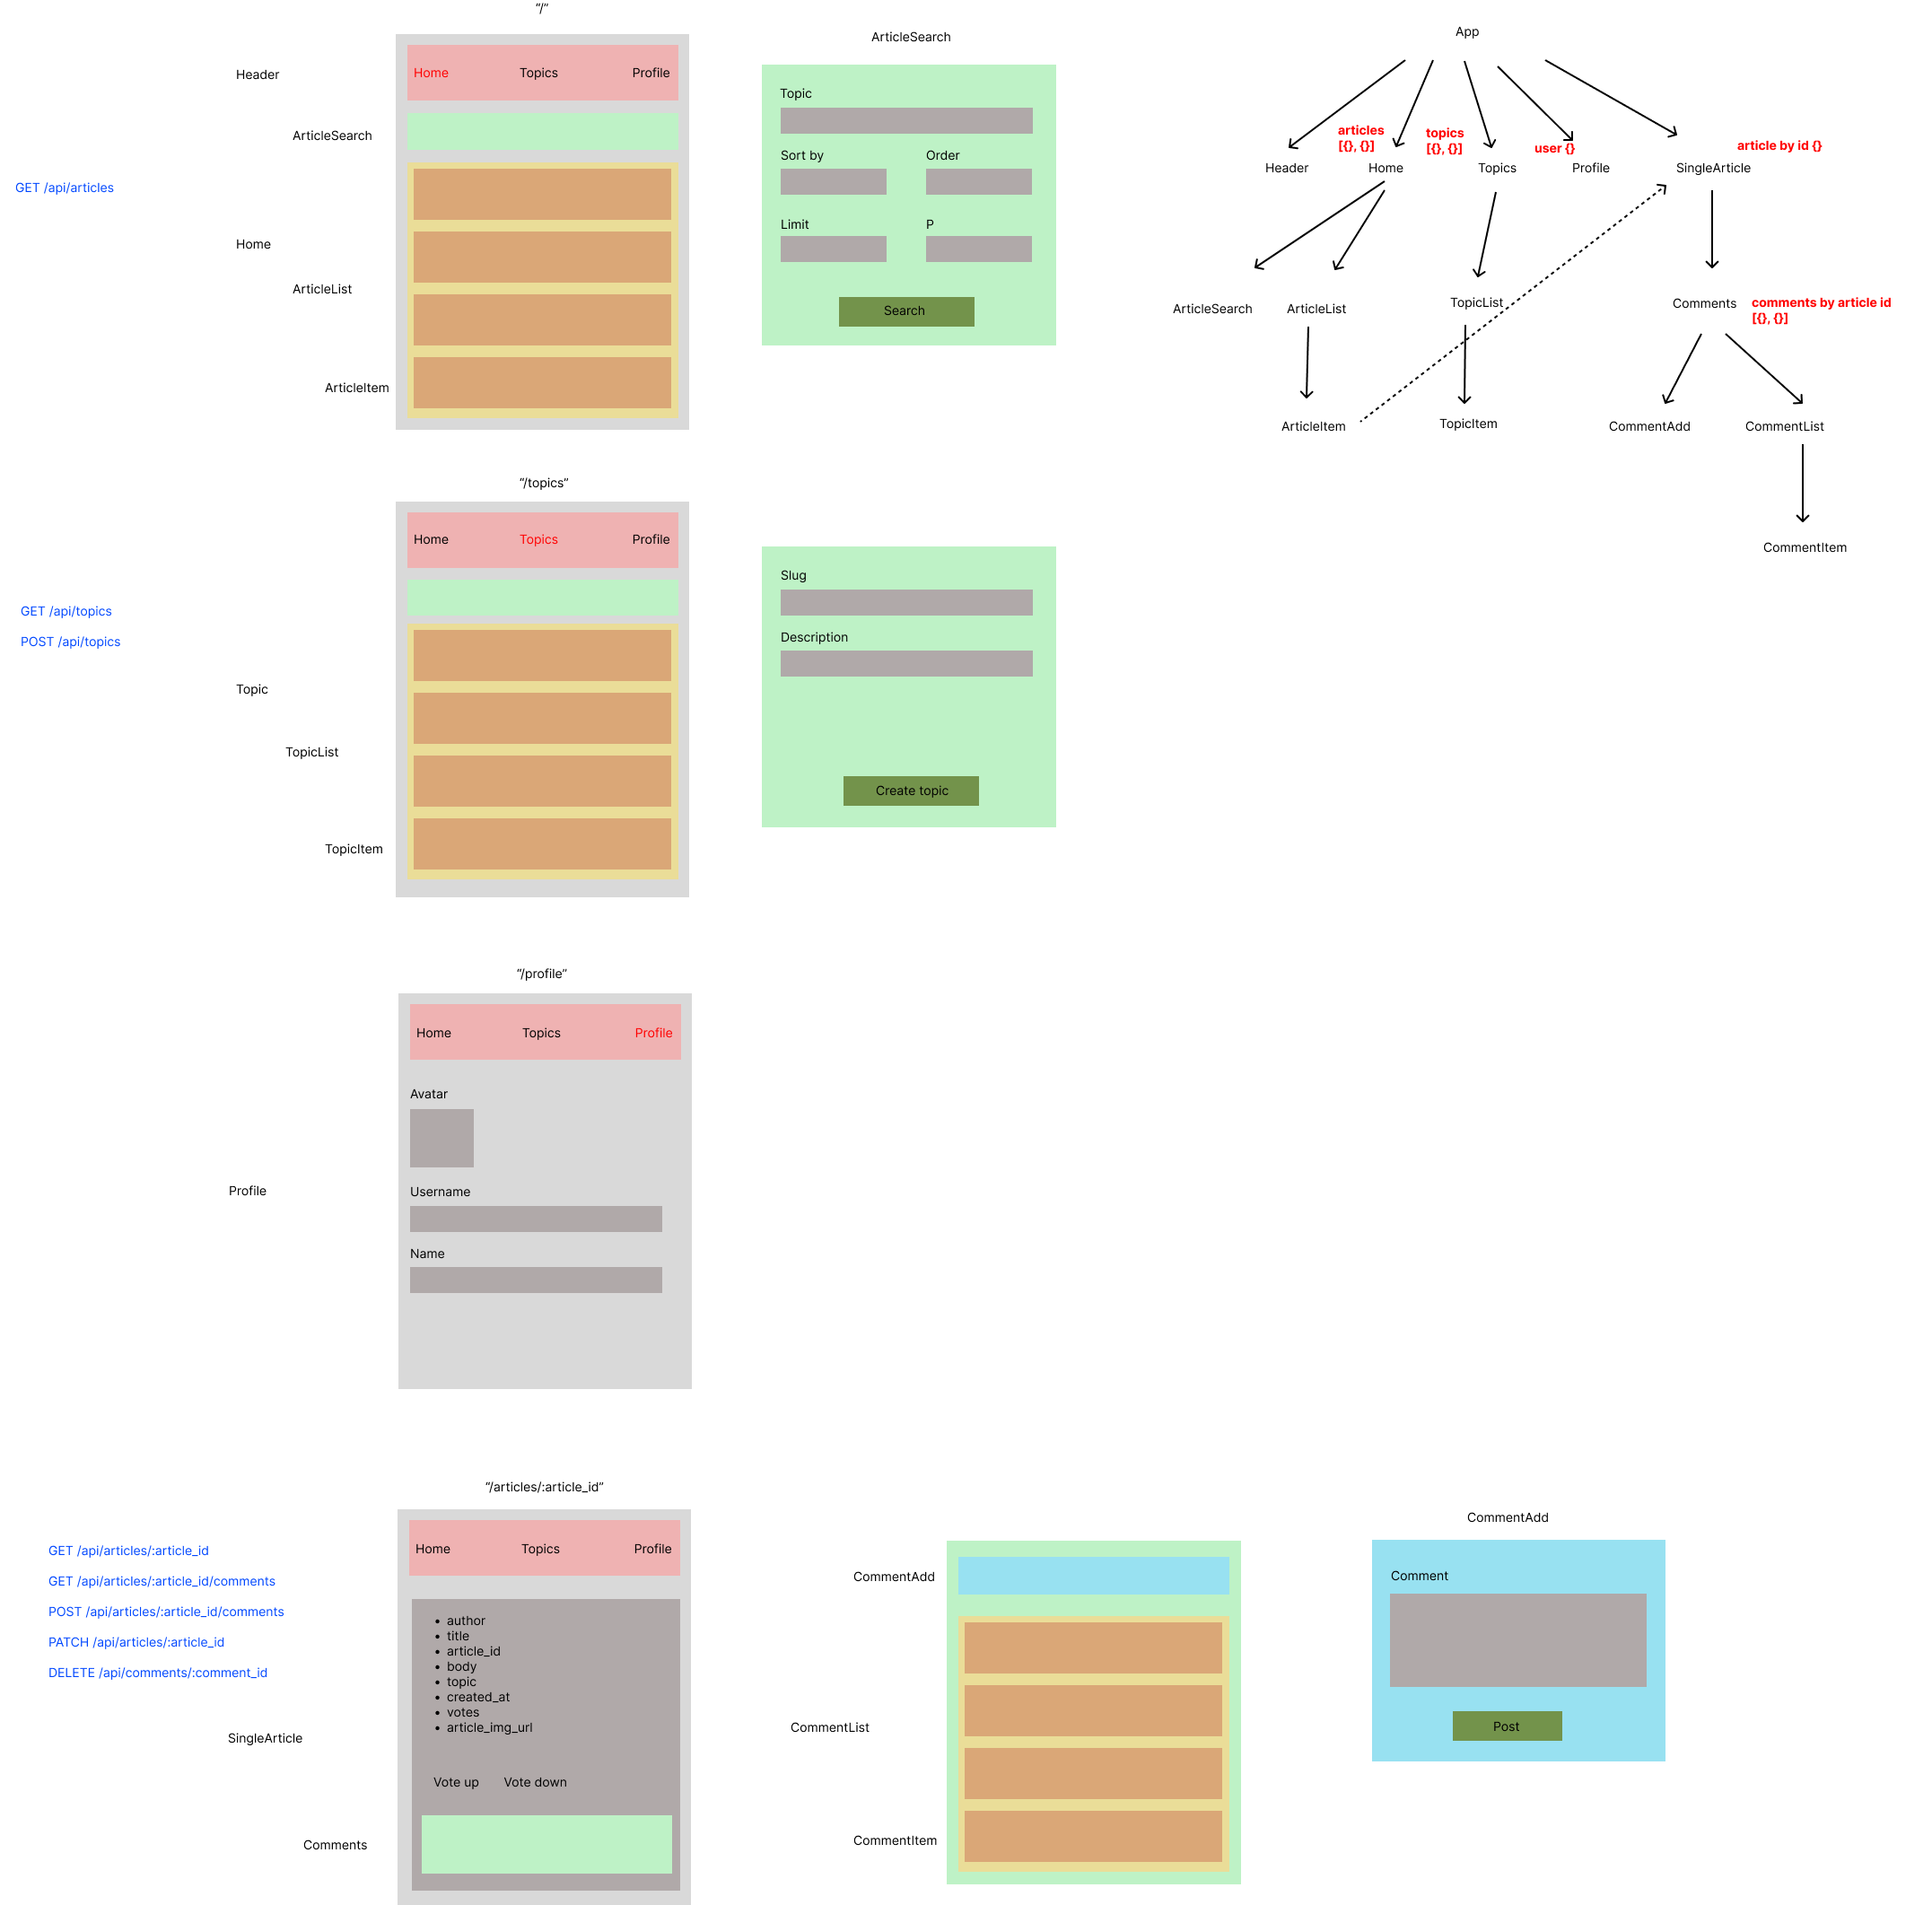 “/”
Header
Home
Topics
Profile
ArticleSearch
GET /api/articles
Home
ArticleList
ArticleItem
ArticleSearch
Topic
Sort by
Order
Limit
P
Search
App
articles
[{}, {}]
topics
[{}, {}]
user {}
article by id {}
Header
Home
Topics
Profile
SingleArticle
ArticleSearch
ArticleList
TopicList
Comments
comments by article id
[{}, {}]
ArticleItem
TopicItem
CommentAdd
CommentList
CommentItem
“/topics”
Home
Topics
Profile
GET /api/topics
POST /api/topics
Topic
TopicList
TopicItem
Slug
Description
Create topic
“/profile”
Home
Topics
Profile
Avatar
Profile
Username
Name
“/articles/:article_id”
GET /api/articles/:article_id
GET /api/articles/:article_id/comments
POST /api/articles/:article_id/comments
PATCH /api/articles/:article_id
DELETE /api/comments/:comment_id
SingleArticle
Comments
Home
Topics
Profile
• author
• title
• article_id
• body
• topic
• created_at
• votes
• article_img_url
Vote up
Vote down
CommentAdd
CommentList
CommentItem
CommentAdd
Comment
Post